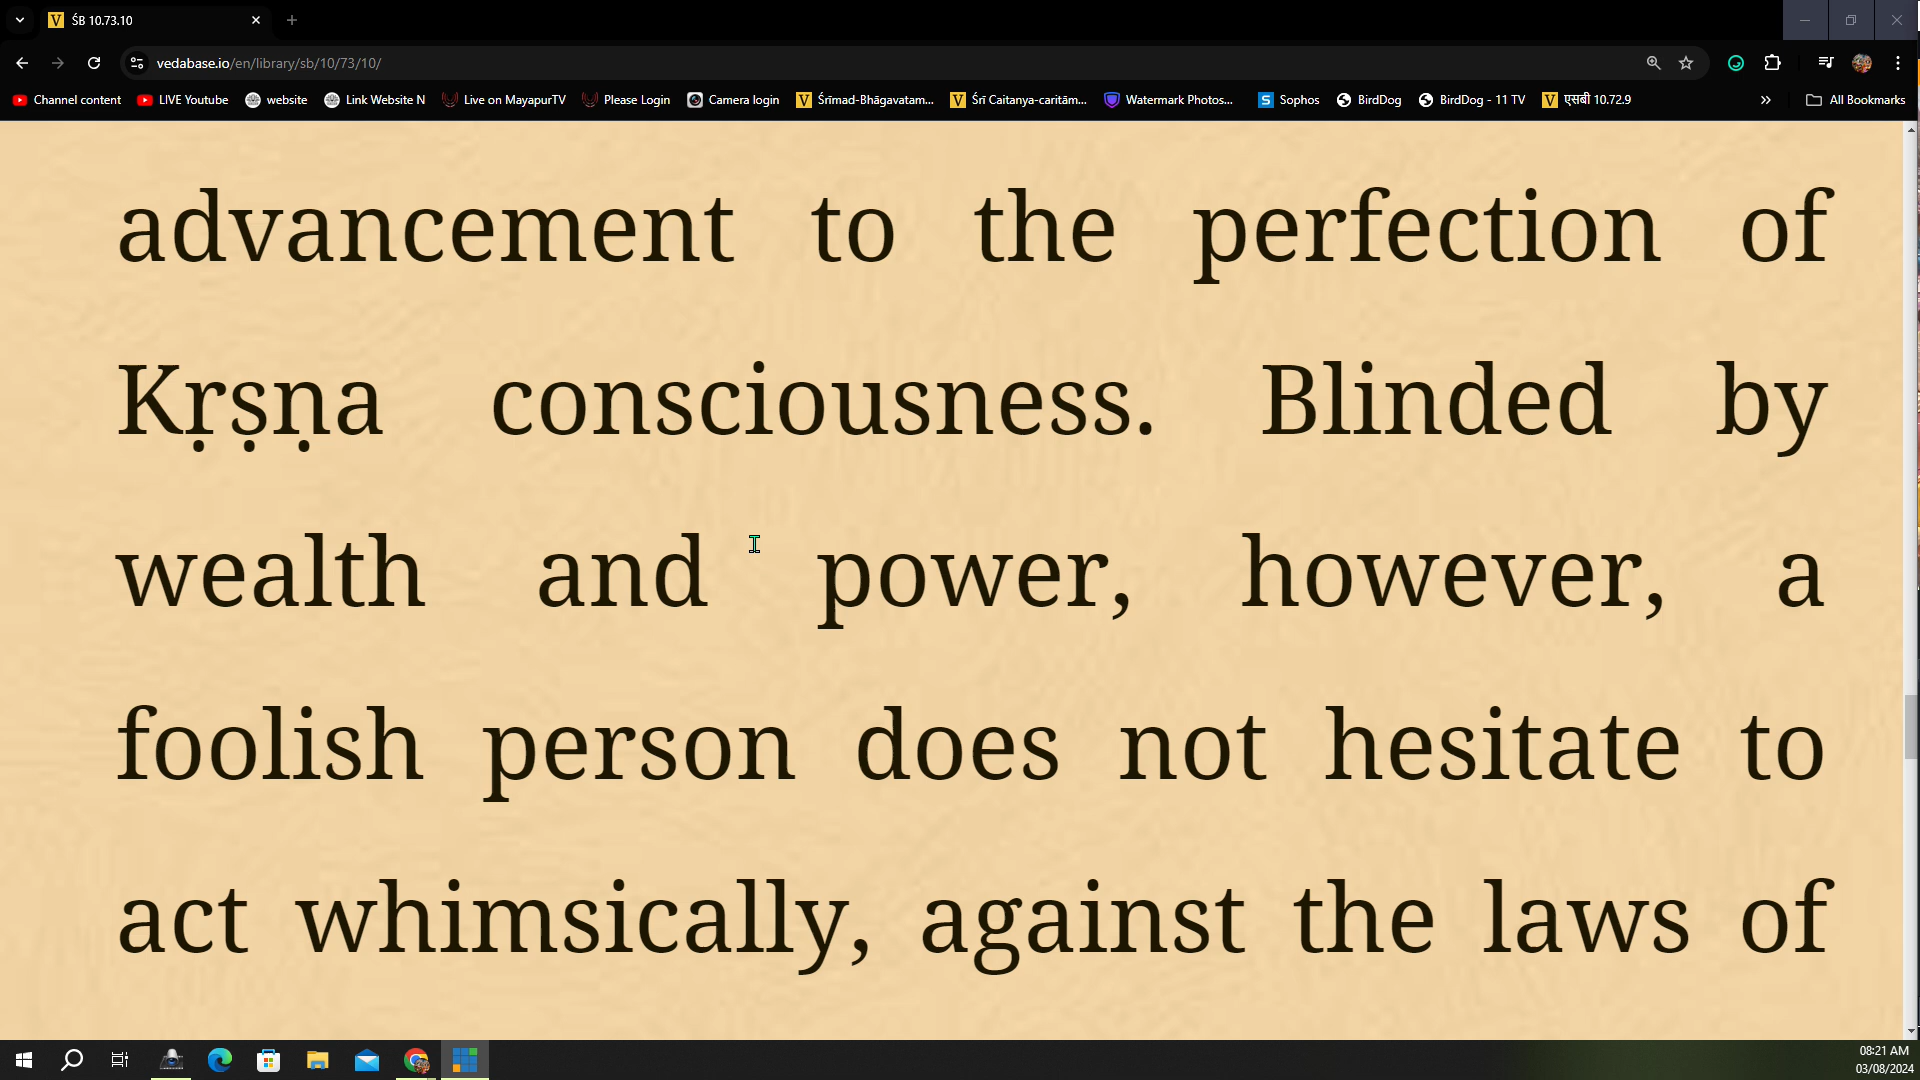 ŚB 10.73.10
vedabase.io/en/library/sb/10/73/10/
Channel content LIVE Youtube website Link Website N Live on MayapurTV Please Login Camera login Śrīmad-Bhāgavatam... Śrī Caitanya-caritām... Watermark Photos... Sophos BirdDog BirdDog - 11 TV एसबी 10.72.9 » All Bookmarks
advancement to the perfection of
Kṛṣṇa consciousness. Blinded by
wealth and power, however, a
foolish person does not hesitate to
act whimsically, against the laws of
08:21 AM
03/08/2024